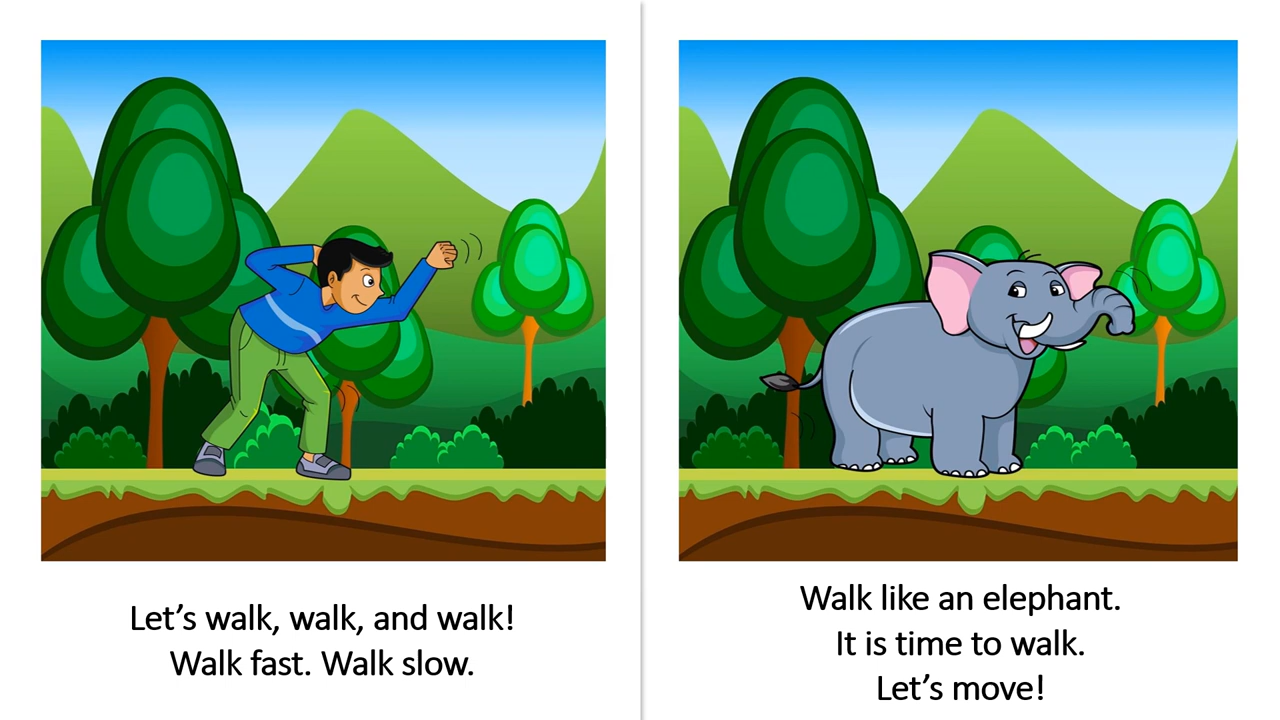 Let’s walk, walk, and walk!
Walk fast. Walk slow.
Walk like an elephant.
It is time to walk.
Let’s move!